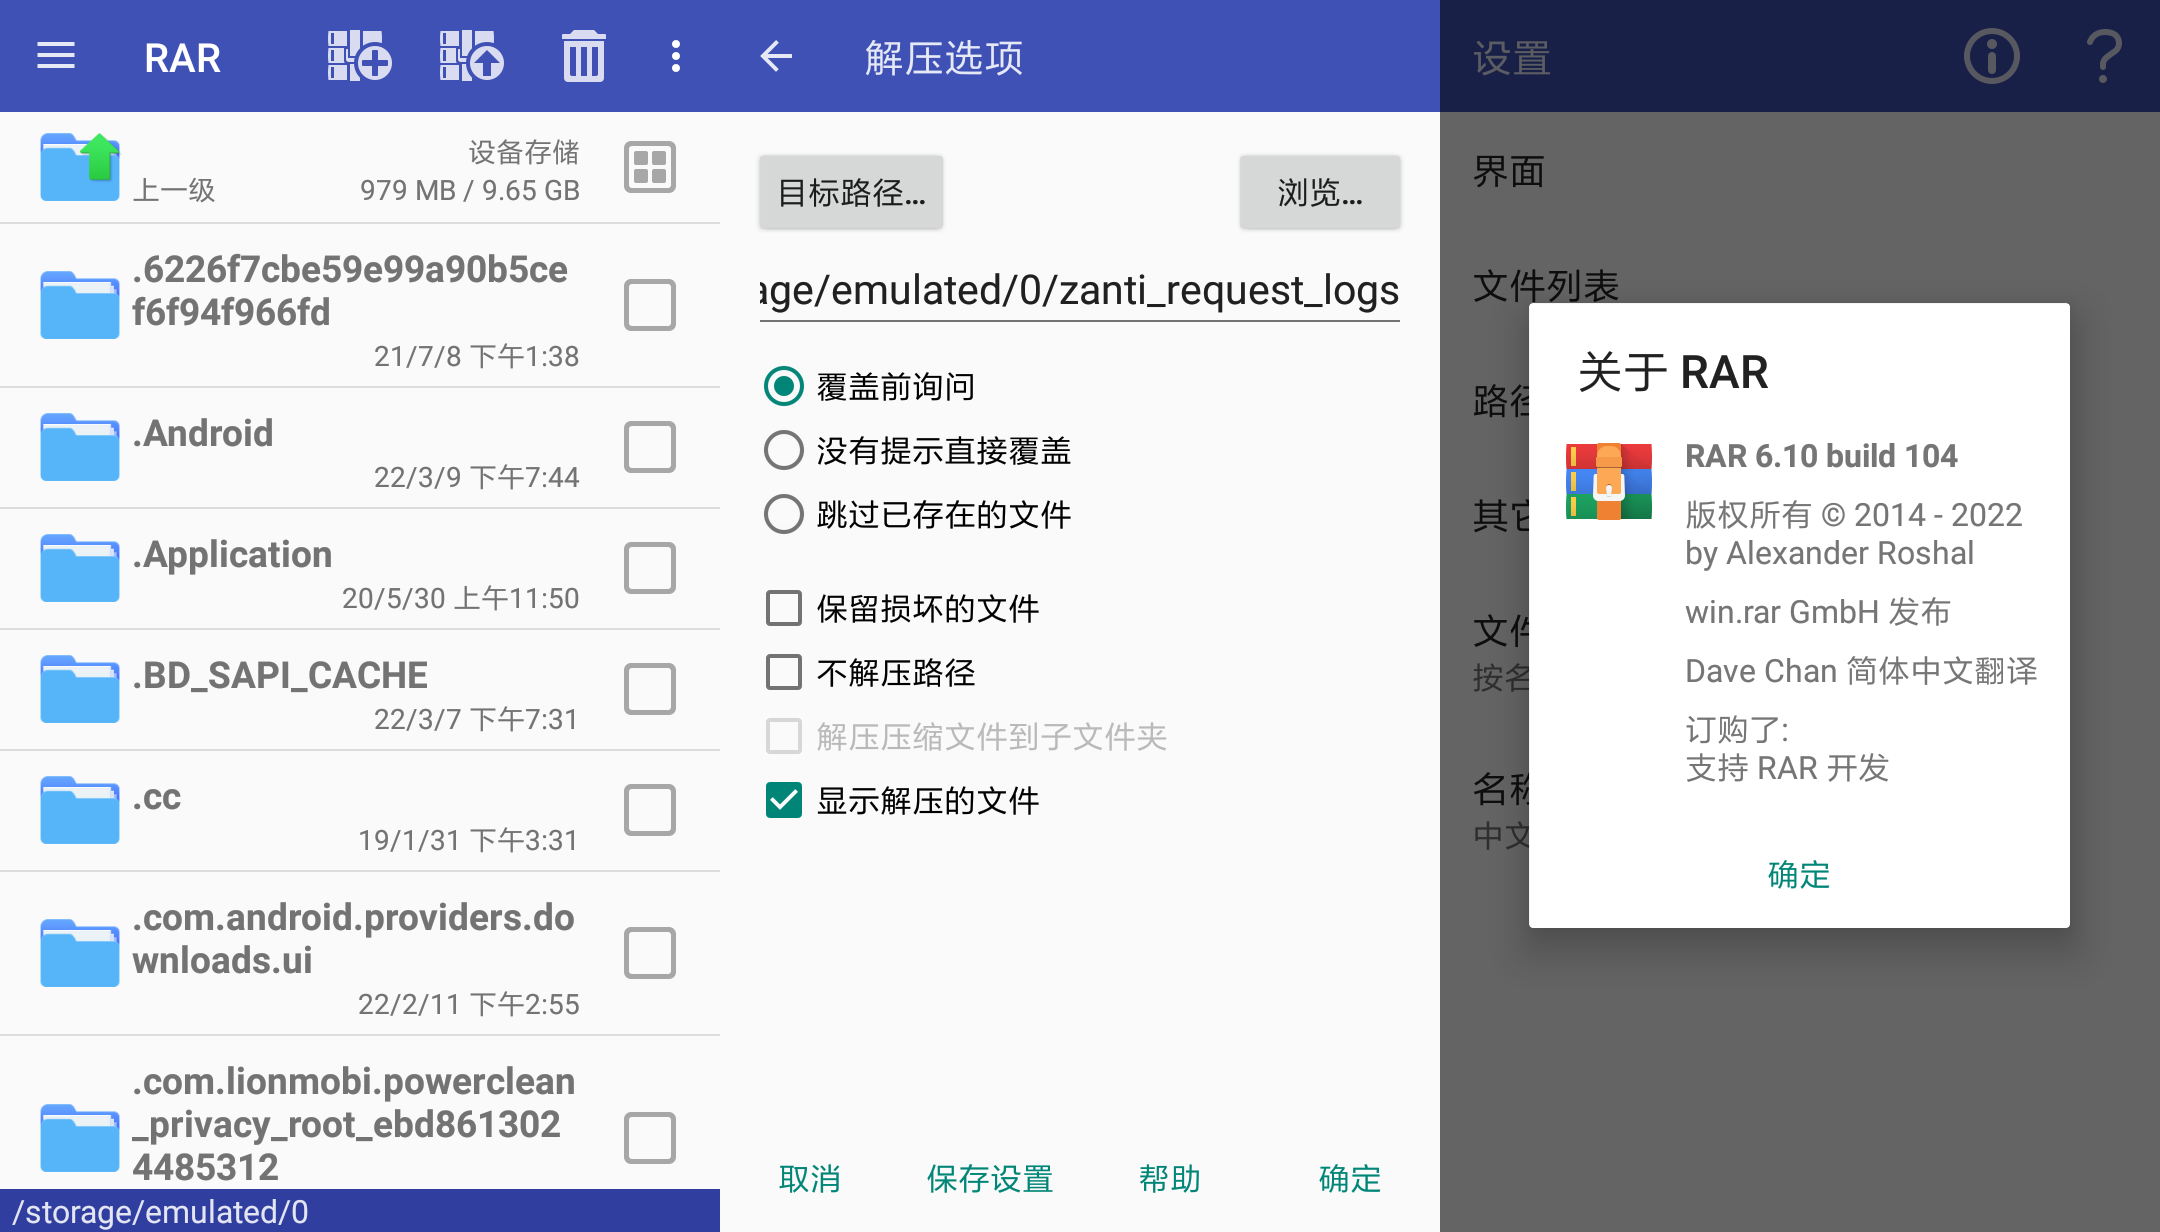 RAR
上一级
设备存储
979 MB / 9.65 GB
.6226f7cbe59e99a90b5ce
f6f94f966fd
21/7/8 下午1:38
.Android
22/3/9 下午7:44
.Application
20/5/30 上午11:50
.BD_SAPI_CACHE
22/3/7 下午7:31
.cc
19/1/31 下午3:31
.com.android.providers.do
wnloads.ui
22/2/11 下午2:55
.com.lionmobi.powerclean
_privacy_root_ebd861302
4485312
/storage/emulated/0
解压选项
目标路径...
浏览...
age/emulated/0/zanti_request_logs
覆盖前询问
没有提示直接覆盖
跳过已存在的文件
保留损坏的文件
不解压路径
解压压缩文件到子文件夹
显示解压的文件
取消
保存设置
帮助
确定
设置
界面
文件列表
路径
其它
文件
按名
名称
中文
关于 RAR
RAR 6.10 build 104
版权所有 © 2014 - 2022
by Alexander Roshal
win.rar GmbH 发布
Dave Chan 简体中文翻译
订购了:
支持 RAR 开发
确定